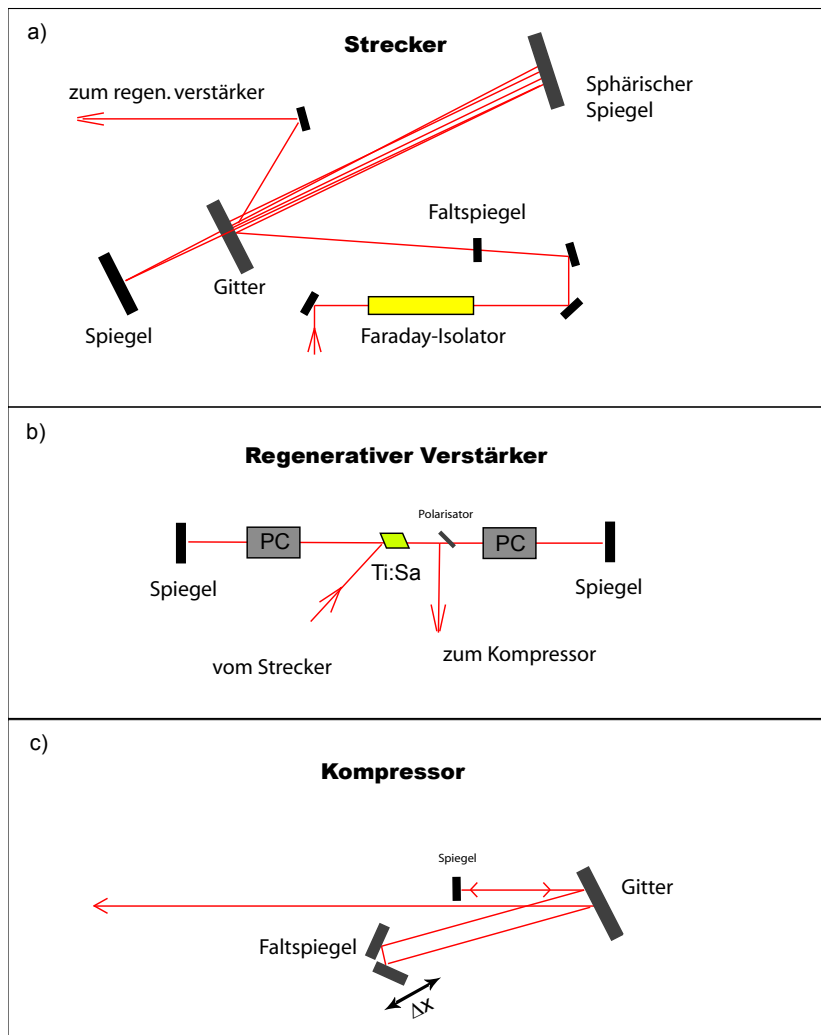 a)
Strecker
zum regen. verstärker
Sphärischer
Spiegel
Faltspiegel
Gitter
Spiegel
Faraday-Isolator
b)
Regenerativer Verstärker
Polarisator
PC
PC
Spiegel
Ti:Sa
Spiegel
vom Strecker
zum Kompressor
c)
Kompressor
Spiegel
Gitter
Faltspiegel
Δx